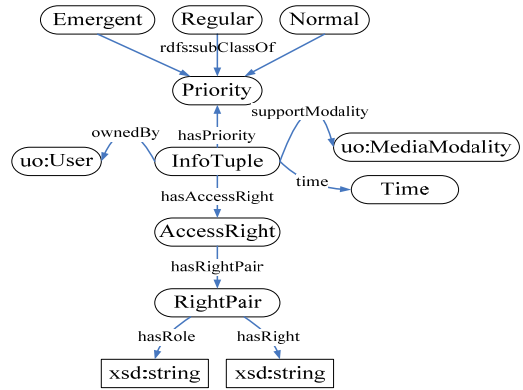 Emergent Regular Normal
rdfs:subClassOf
Priority
supportModality
ownedBy hasPriority
uo:User InfoTuple uo:MediaModality
time Time
hasAccessRight
AccessRight
hasRightPair
RightPair
hasRole hasRight
xsd:string xsd:string